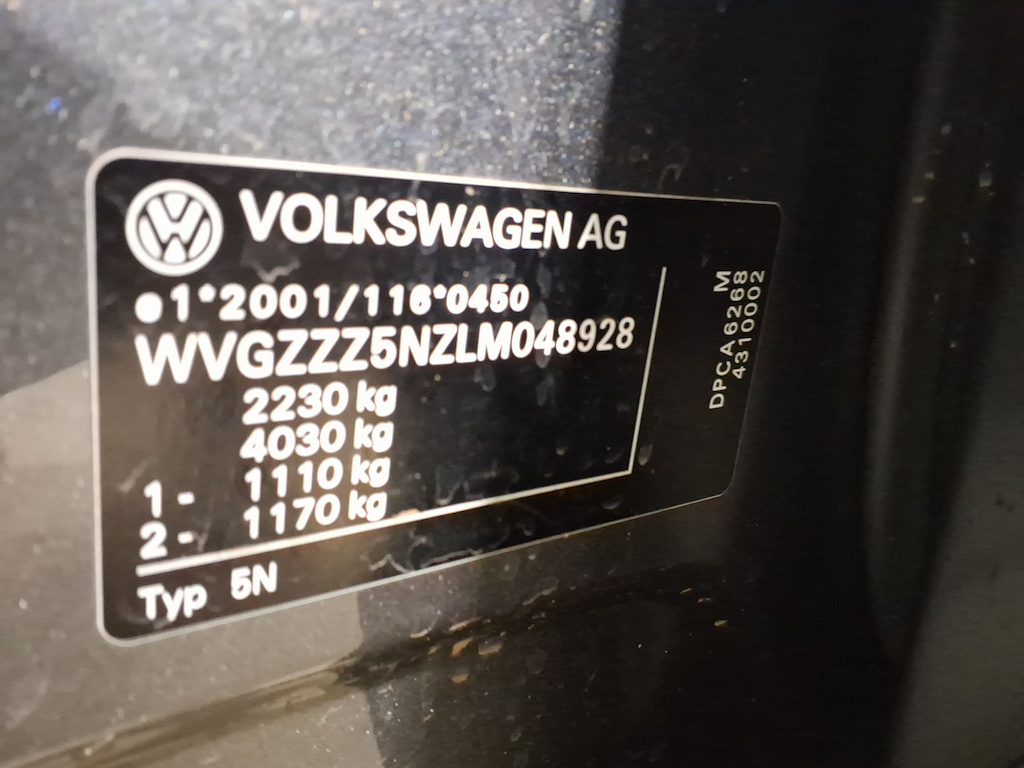 VOLKSWAGEN AG
e1*2001/116*0450
WVGZZZ5NZLM048928
2230 kg
4030 kg
1 - 1110 kg
2 - 1170 kg
Typ 5N
M
DPCA6268
4310002